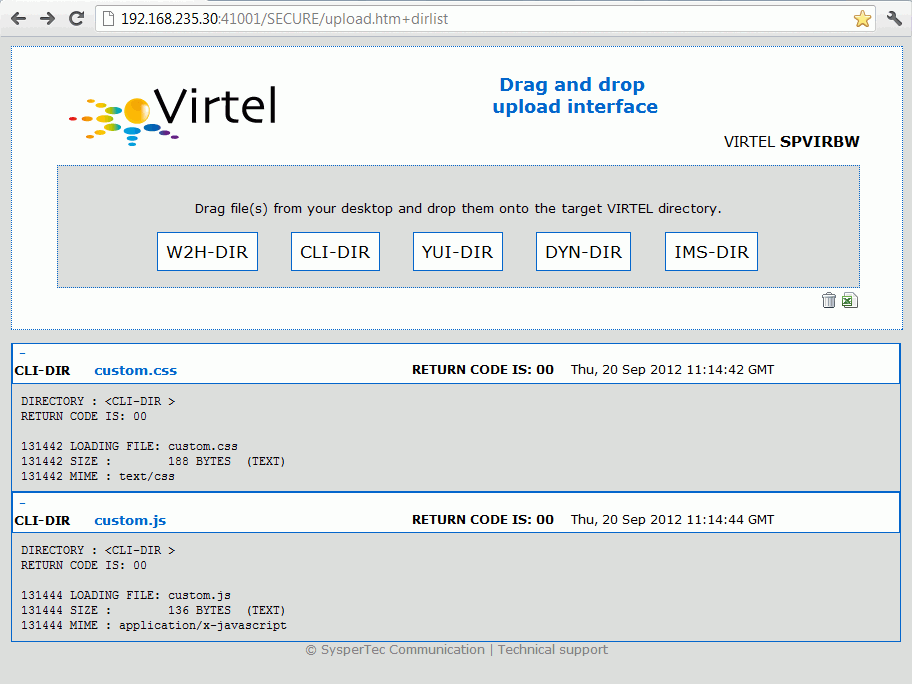 192.168.235.30:41001/SECURE/upload.htm+dirlist
Virtel
Drag and drop
upload interface
VIRTEL SPVIRBW
Drag file(s) from your desktop and drop them onto the target VIRTEL directory.
W2H-DIR CLI-DIR YUI-DIR DYN-DIR IMS-DIR
–
CLI-DIR custom.css RETURN CODE IS: 00 Thu, 20 Sep 2012 11:14:42 GMT
DIRECTORY : <CLI-DIR >
RETURN CODE IS: 00
131442 LOADING FILE: custom.css
131442 SIZE : 188 BYTES (TEXT)
131442 MIME : text/css
–
CLI-DIR custom.js RETURN CODE IS: 00 Thu, 20 Sep 2012 11:14:44 GMT
DIRECTORY : <CLI-DIR >
RETURN CODE IS: 00
131444 LOADING FILE: custom.js
131444 SIZE : 136 BYTES (TEXT)
131444 MIME : application/x-javascript
© SysperTec Communication | Technical support